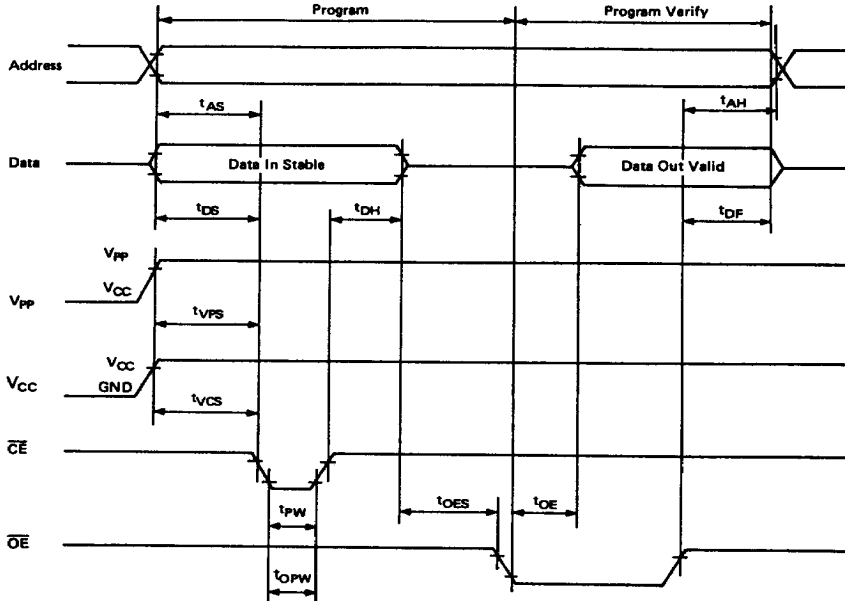 Program
Program Verify
Address
tAS
tAH
Data
Data In Stable
Data Out Valid
tDS
tDH
tDF
VPP
VCC
VPP
tVPS
VCC
GND
VCC
tVCS
CE
tPW
tOES
tOE
OE
tOPW